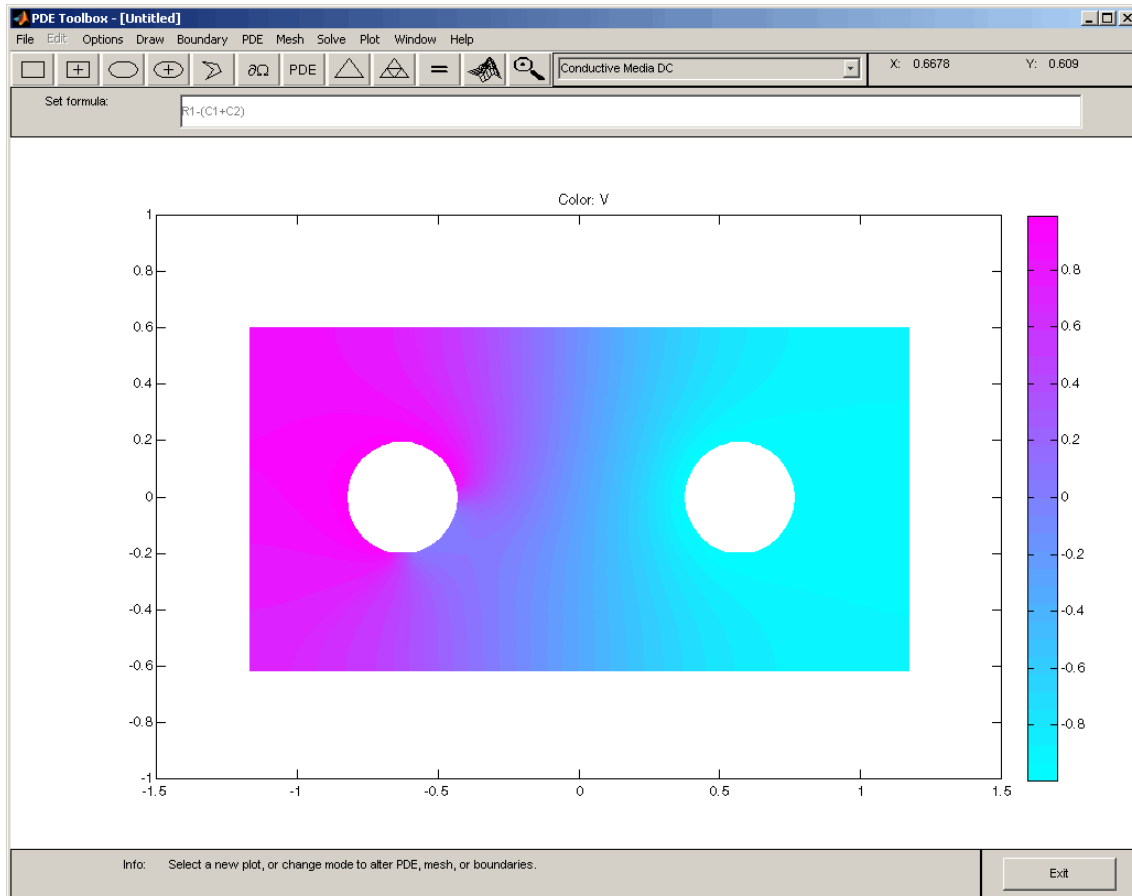 PDE Toolbox - [Untitled]
File Edit Options Draw Boundary PDE Mesh Solve Plot Window Help
∂Ω PDE = Conductive Media DC X: 0.6678 Y: 0.609
Set formula: R1-(C1+C2)
Color: V
1
0.8
0.6
0.4
0.2
0
-0.2
-0.4
-0.6
-0.8
-1
-1.5 -1 -0.5 0 0.5 1 1.5
0.8
0.6
0.4
0.2
0
-0.2
-0.4
-0.6
-0.8
Info: Select a new plot, or change mode to alter PDE, mesh, or boundaries. Exit